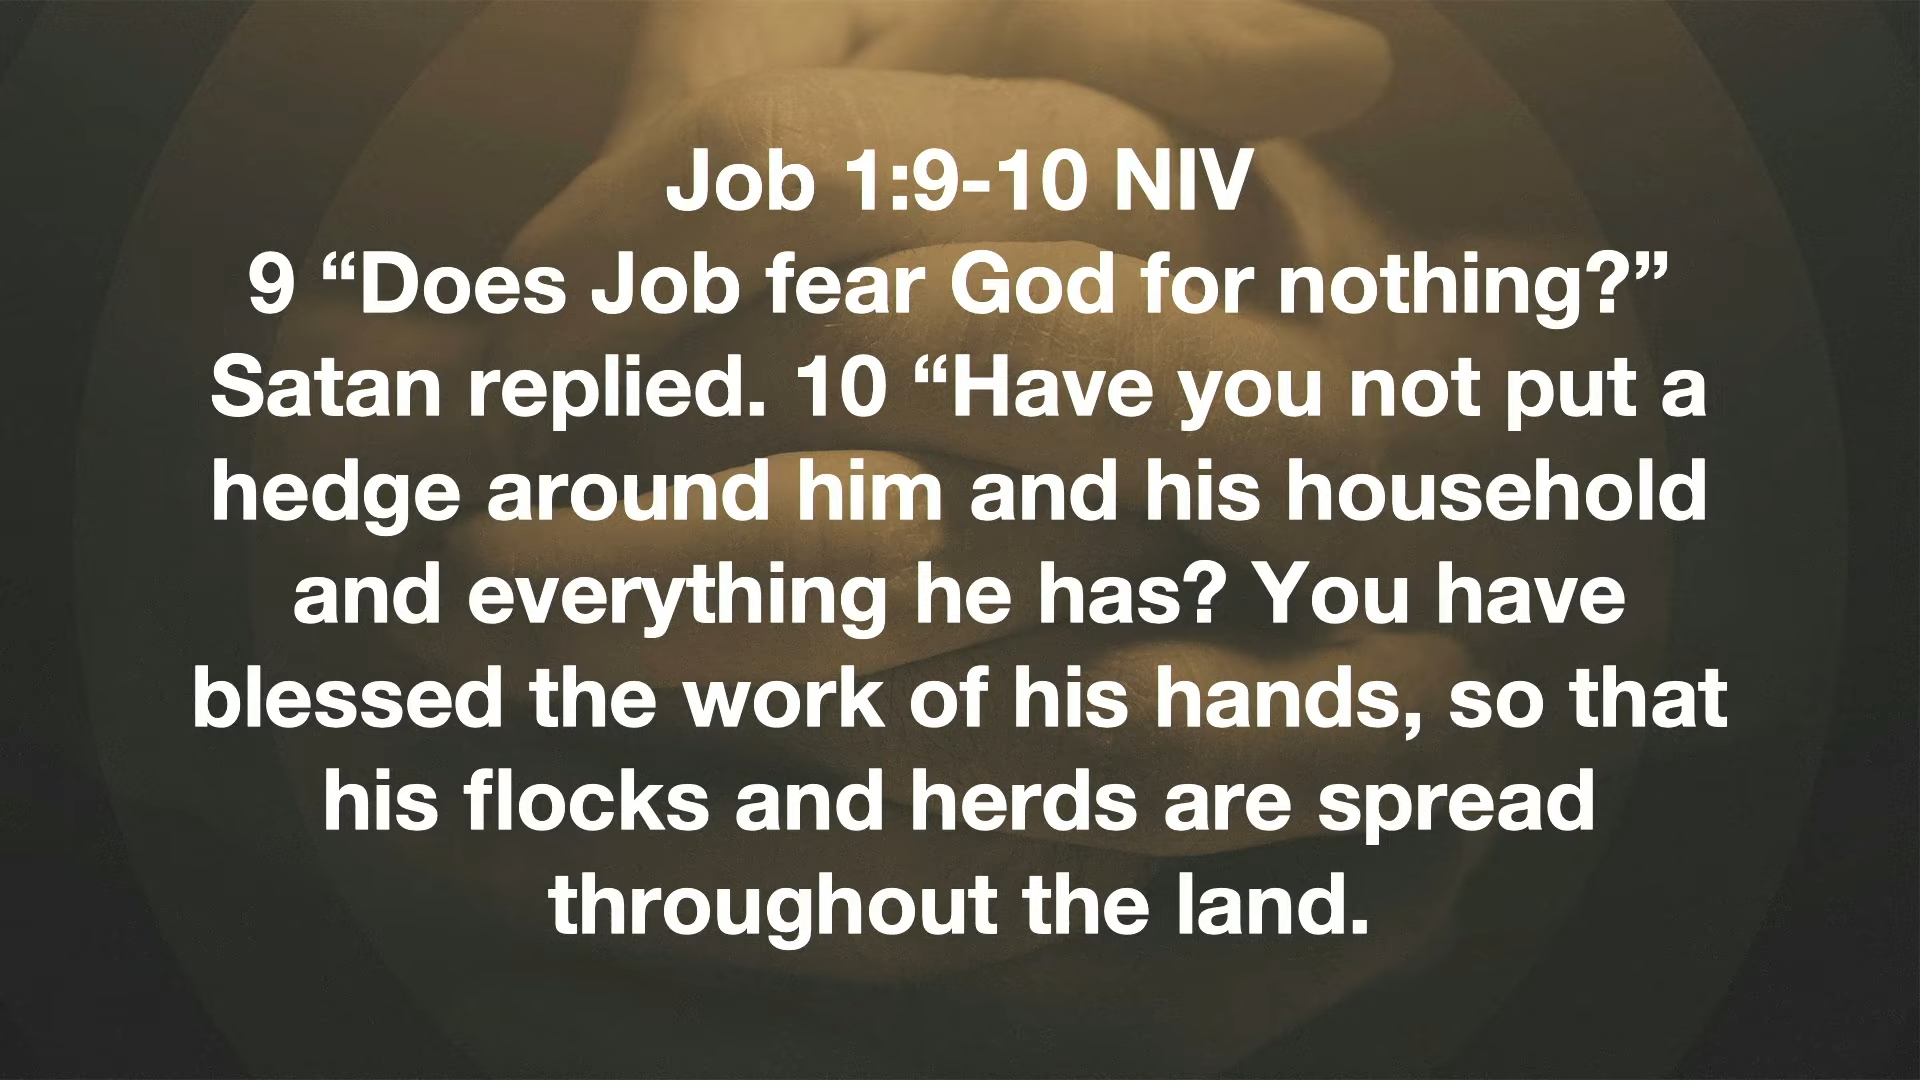 Job 1:9-10 NIV
9 “Does Job fear God for nothing?”
Satan replied. 10 “Have you not put a
hedge around him and his household
and everything he has? You have
blessed the work of his hands, so that
his flocks and herds are spread
throughout the land.